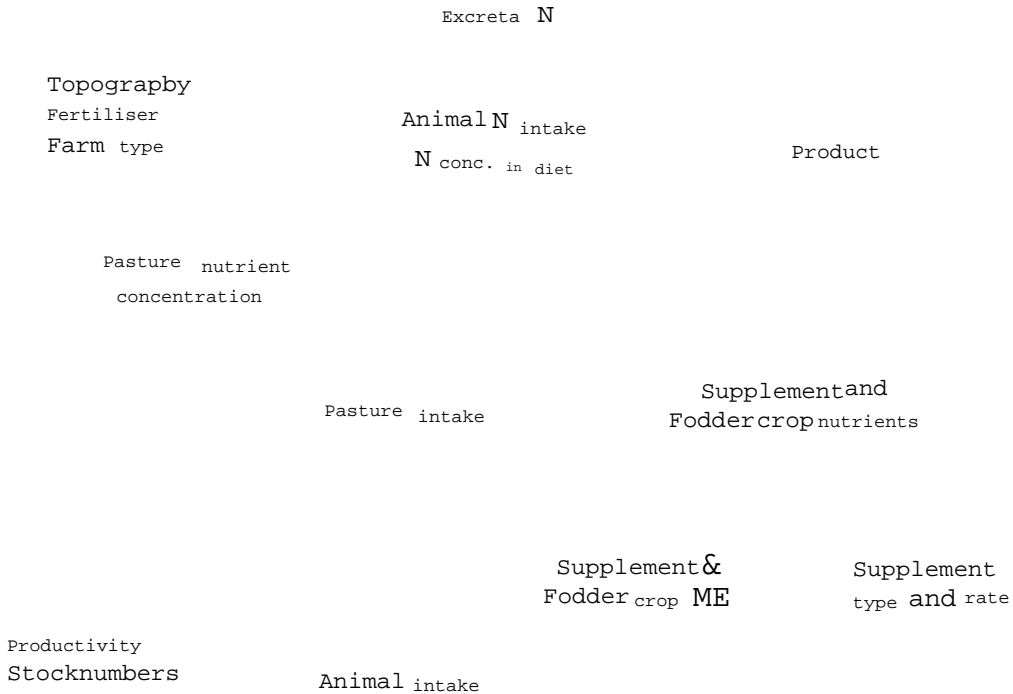 Excreta N
Topograpby
Fertiliser
Farm type
Animal N intake
N conc. in diet
Product
Pasture nutrient
concentration
Pasture intake
Supplement and
Fodder crop nutrients
Supplement &
Fodder crop ME
Supplement
type and rate
Productivity
Stocknumbers
Animal intake